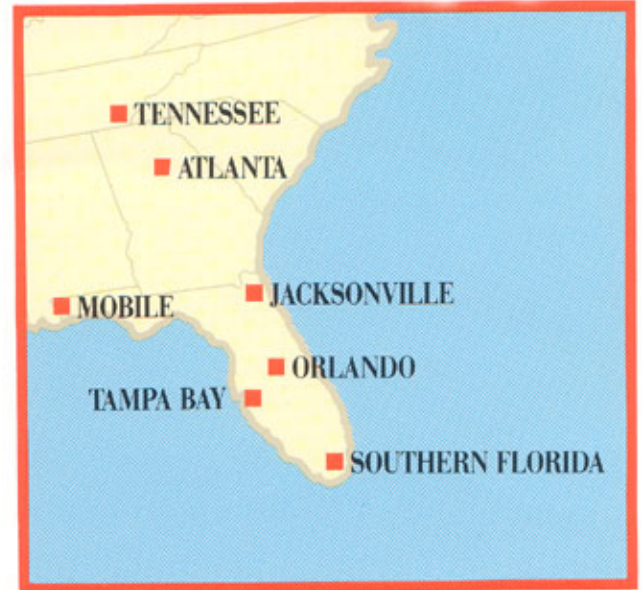 TENNESSEE
ATLANTA
JACKSONVILLE
MOBILE
ORLANDO
TAMPA BAY
SOUTHERN FLORIDA